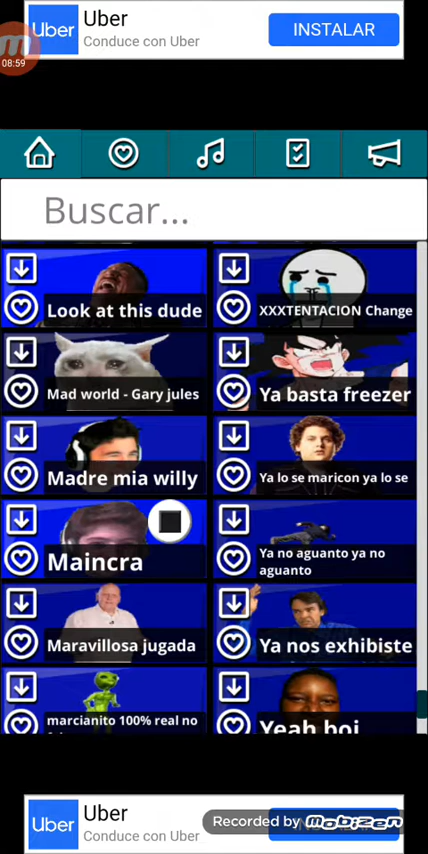 Uber
Uber
Conduce con Uber
INSTALAR
08:59
Buscar...
Look at this dude
XXXTENTACION Change
Mad world - Gary jules
Ya basta freezer
Madre mia willy
Ya lo se maricon ya lo se
Maincra
Ya no aguanto ya no
aguanto
Maravillosa jugada
Ya nos exhibiste
marcianito 100% real no
Yeah boi
Uber
Uber
Conduce con Uber
Recorded by MOBIZEN